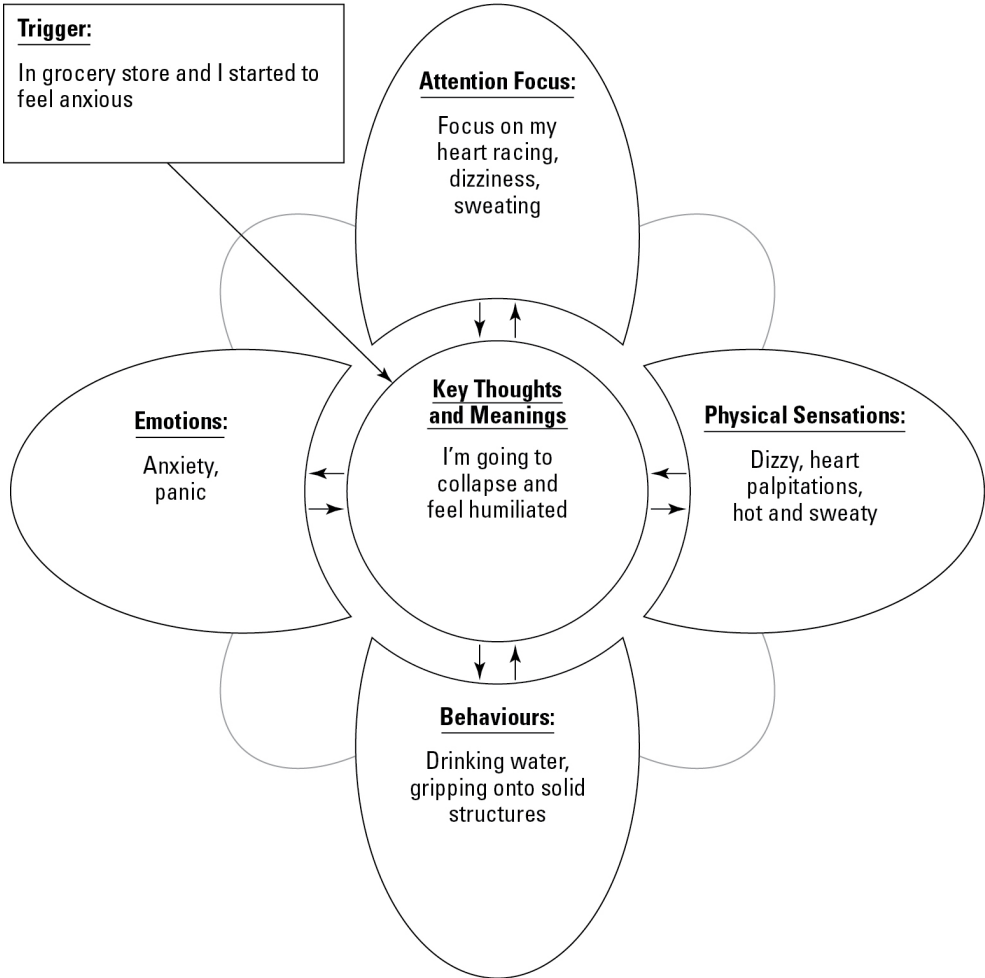 Trigger:
In grocery store and I started to
feel anxious
Attention Focus:
Focus on my
heart racing,
dizziness,
sweating
Emotions:
Anxiety,
panic
Key Thoughts
and Meanings
I’m going to
collapse and
feel humiliated
Physical Sensations:
Dizzy, heart
palpitations,
hot and sweaty
Behaviours:
Drinking water,
gripping onto solid
structures